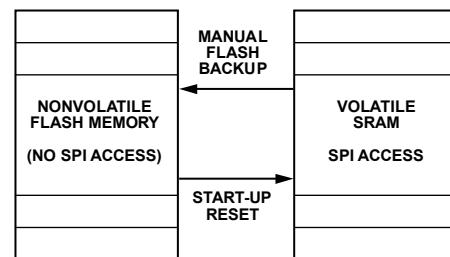 MANUAL
FLASH
BACKUP
NONVOLATILE
FLASH MEMORY
(NO SPI ACCESS)
VOLATILE
SRAM
SPI ACCESS
START-UP
RESET